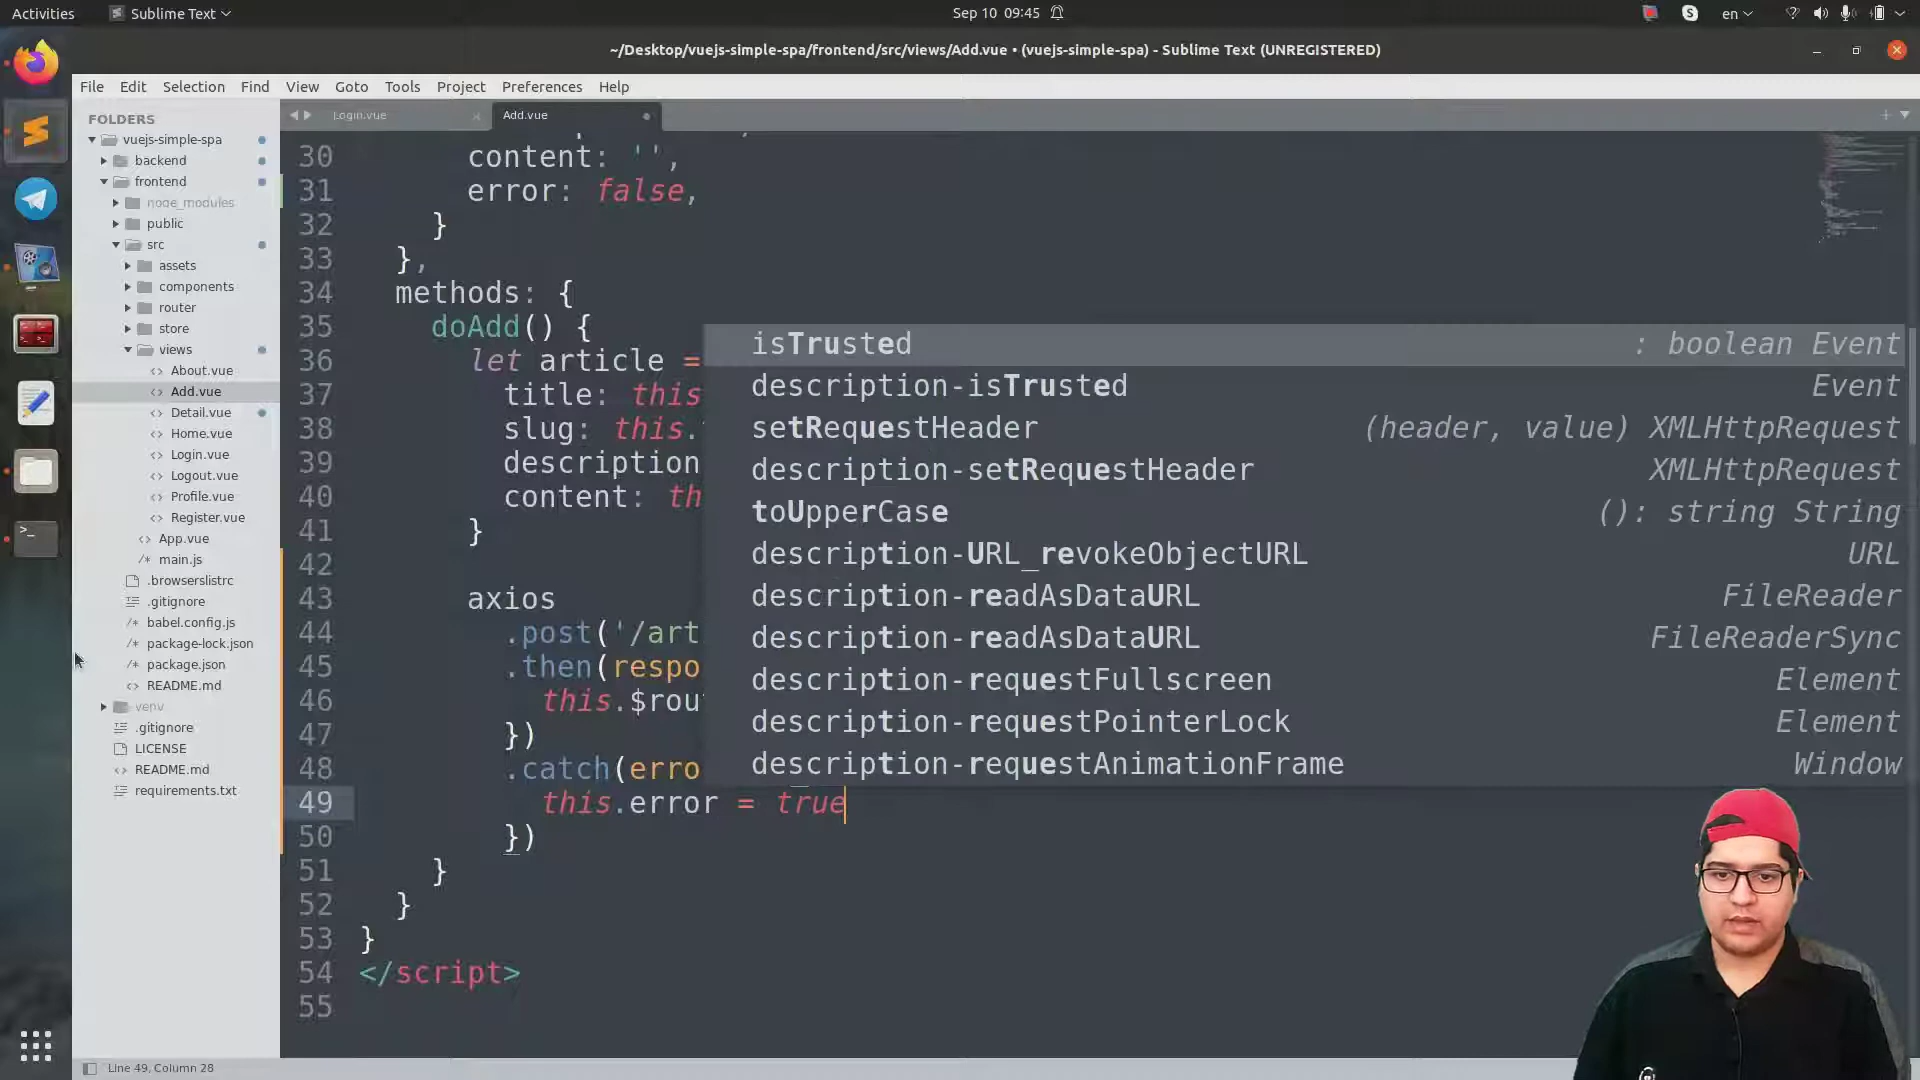 Activities
Sublime Text
Sep 10 09:45
en
~/Desktop/vuejs-simple-spa/frontend/src/views/Add.vue • (vuejs-simple-spa) - Sublime Text (UNREGISTERED)
File Edit Selection Find View Goto Tools Project Preferences Help
FOLDERS
vuejs-simple-spa
backend
frontend
node_modules
public
src
assets
components
router
store
views
About.vue
Add.vue
Detail.vue
Home.vue
Login.vue
Logout.vue
Profile.vue
Register.vue
App.vue
main.js
.browserslistrc
.gitignore
babel.config.js
package-lock.json
package.json
README.md
venv
.gitignore
LICENSE
README.md
requirements.txt
Login.vue
Add.vue
30 content: '',
31 error: false,
32 }
33 },
34 methods: {
35 doAdd() {
36 let article =
37 title: this
38 slug: this.
39 description
40 content: th
41 }
42
43 axios
44 .post('/art
45 .then(respo
46 this.$rou
47 })
48 .catch(erro
49 this.error = true
50 })
51 }
52 }
53 }
54 </script>
55
isTrusted : boolean Event
description-isTrusted Event
setRequestHeader (header, value) XMLHttpRequest
description-setRequestHeader XMLHttpRequest
toUpperCase (): string String
description-URL_revokeObjectURL URL
description-readAsDataURL FileReader
description-readAsDataURL FileReaderSync
description-requestFullscreen Element
description-requestPointerLock Element
description-requestAnimationFrame Window
Line 49, Column 28